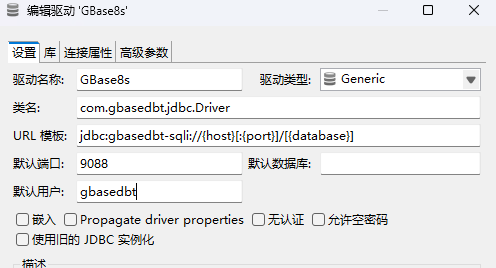 编辑驱动 'GBase8s'
设置 库 连接属性 高级参数
驱动名称: GBase8s 驱动类型: Generic
类名: com.gbasedbt.jdbc.Driver
URL 模板: jdbc:gbasedbt-sqli://{host}[:{port}]/[{database}]
默认端口: 9088 默认数据库:
默认用户: gbasedbt
嵌入 Propagate driver properties 无认证 允许空密码
使用旧的 JDBC 实例化
描述